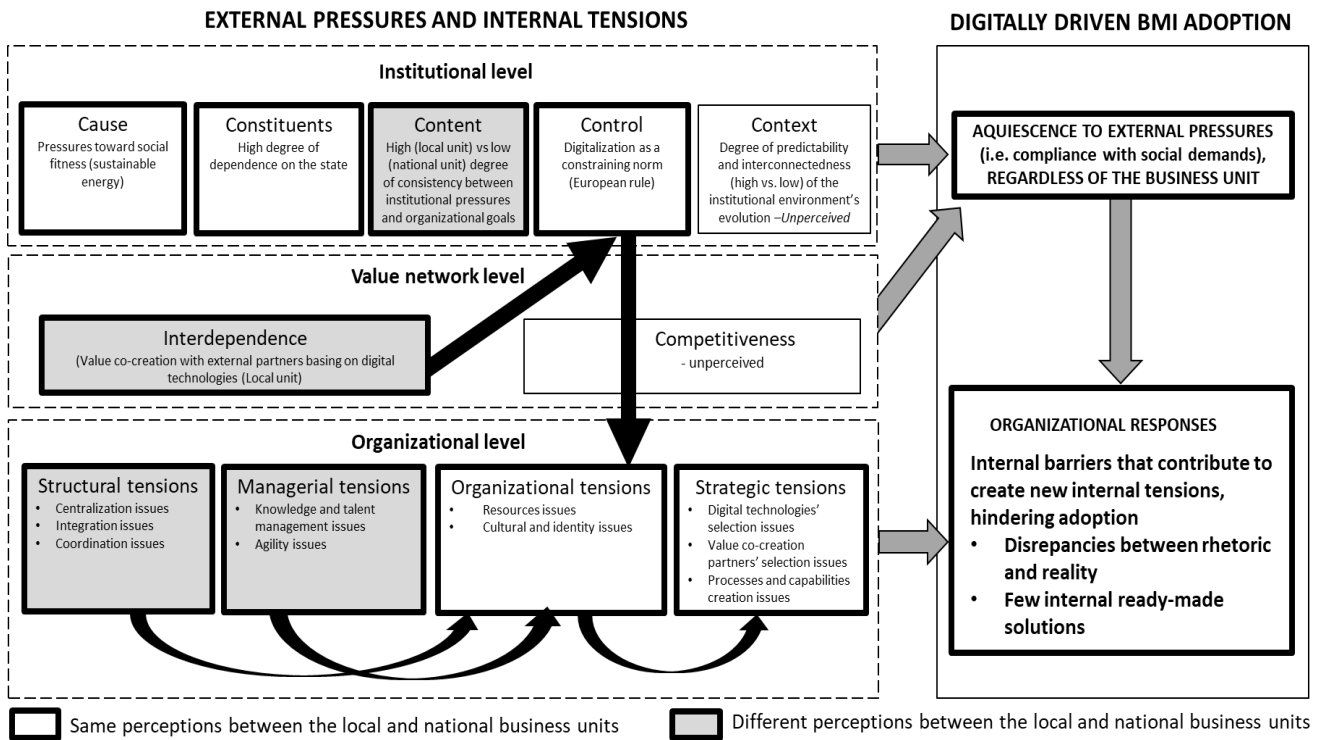 EXTERNAL PRESSURES AND INTERNAL TENSIONS
DIGITALLY DRIVEN BMI ADOPTION
Institutional level
Cause
Pressures toward social
fitness (sustainable
energy)
Constituents
High degree of
dependence on the state
Content
High (local unit) vs low
(national unit) degree
of consistency between
institutional pressures
and organizational goals
Control
Digitalization as a
constraining norm
(European rule)
Context
Degree of predictability
and interconnectedness
(high vs. low) of the
institutional environment's
evolution –Unperceived
AQUIESCENCE TO EXTERNAL PRESSURES
(i.e. compliance with social demands),
REGARDLESS OF THE BUSINESS UNIT
Value network level
Interdependence
(Value co-creation with external partners basing on digital
technologies (Local unit)
Competitiveness
- unperceived
Organizational level
Structural tensions
• Centralization issues
• Integration issues
• Coordination issues
Managerial tensions
• Knowledge and talent
management issues
• Agility issues
Organizational tensions
• Resources issues
• Cultural and identity issues
Strategic tensions
• Digital technologies'
selection issues
• Value co-creation
partners' selection issues
• Processes and capabilities
creation issues
ORGANIZATIONAL RESPONSES
Internal barriers that contribute to
create new internal tensions,
hindering adoption
• Discrepancies between rhetoric
and reality
• Few internal ready-made
solutions
Same perceptions between the local and national business units
Different perceptions between the local and national business units